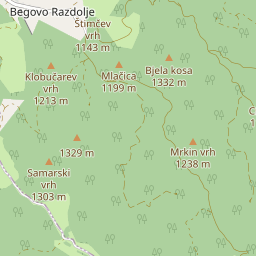 Begovo Razdolje
Štimčev
vrh
1143 m
Klobučarev
vrh
1213 m
Mlačica
1199 m
Bjela kosa
1332 m
1329 m
Samarski
vrh
1303 m
Mrkin vrh
1238 m